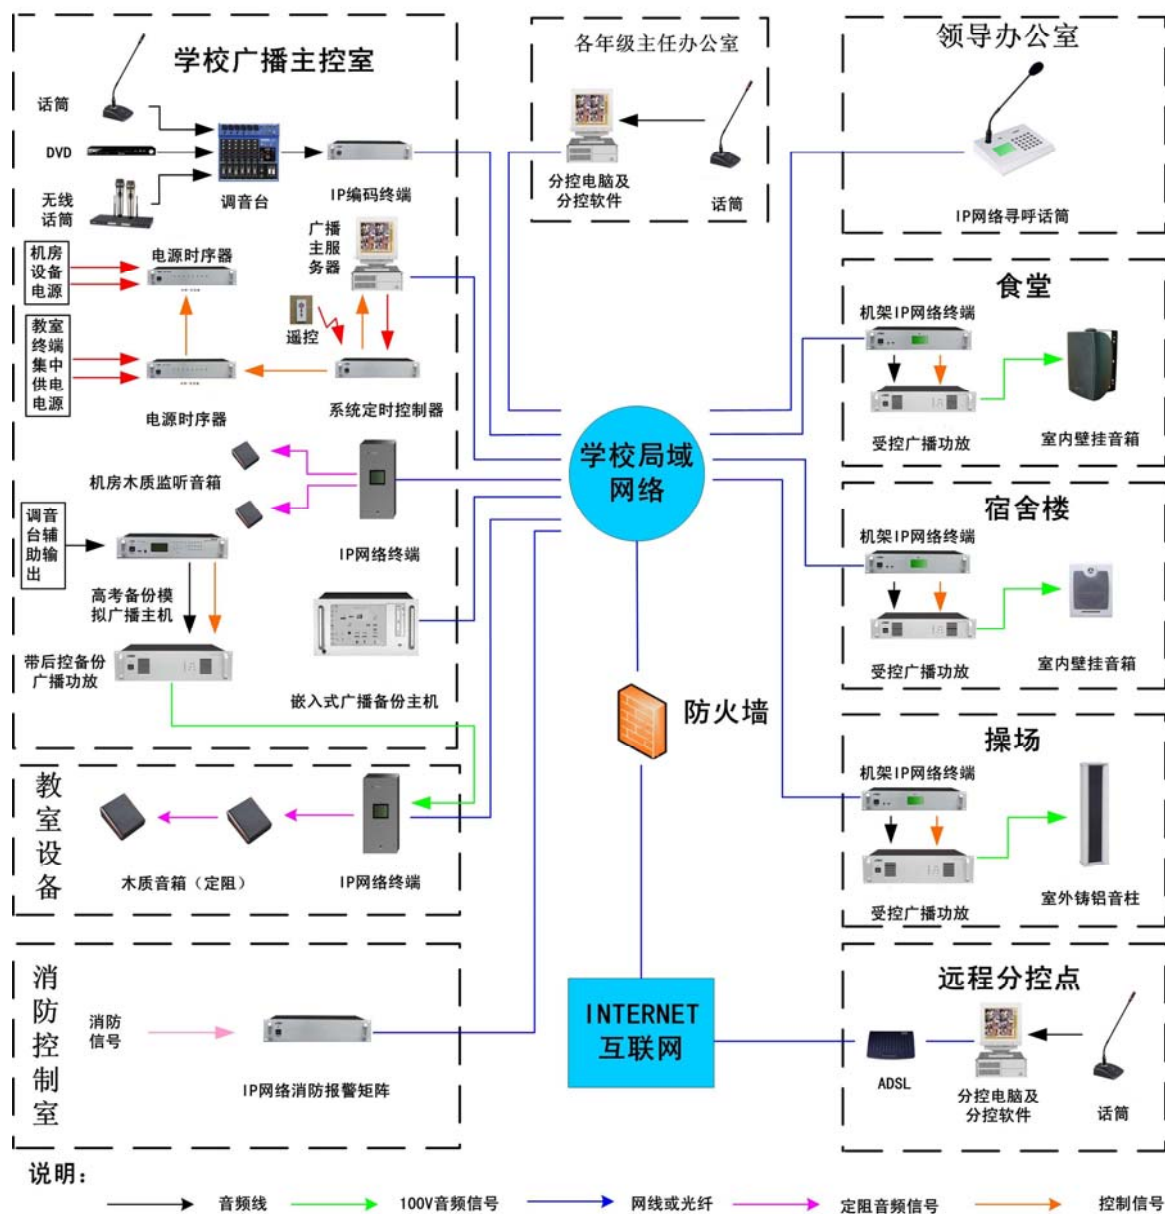 学校广播主控室
话筒
DVD
无线
话筒
调音台
IP编码终端
机房
设备
电源
电源时序器
广播
主服
务器
遥控
教室
终端
集中
供电
电源
电源时序器
系统定时控制器
机房木质监听音箱
IP网络终端
调音
台辅
助输
出
高考备份模
拟广播主机
带后控备份
广播功放
嵌入式广播备份主机
各年级主任办公室
分控电脑及
分控软件
话筒
领导办公室
IP网络寻呼话筒
食堂
机架IP网络终端
受控广播功放
室内壁挂音箱
学校局域
网络
宿舍楼
机架IP网络终端
受控广播功放
室内壁挂音箱
防火墙
操场
机架IP网络终端
受控广播功放
室外铸铝音柱
教室设备
木质音箱（定阻）
IP网络终端
消防控制室
消防
信号
IP网络消防报警矩阵
INTERNET
互联网
远程分控点
ADSL
分控电脑及
分控软件
话筒
说明：
音频线
100V音频信号
网线或光纤
定阻音频信号
控制信号